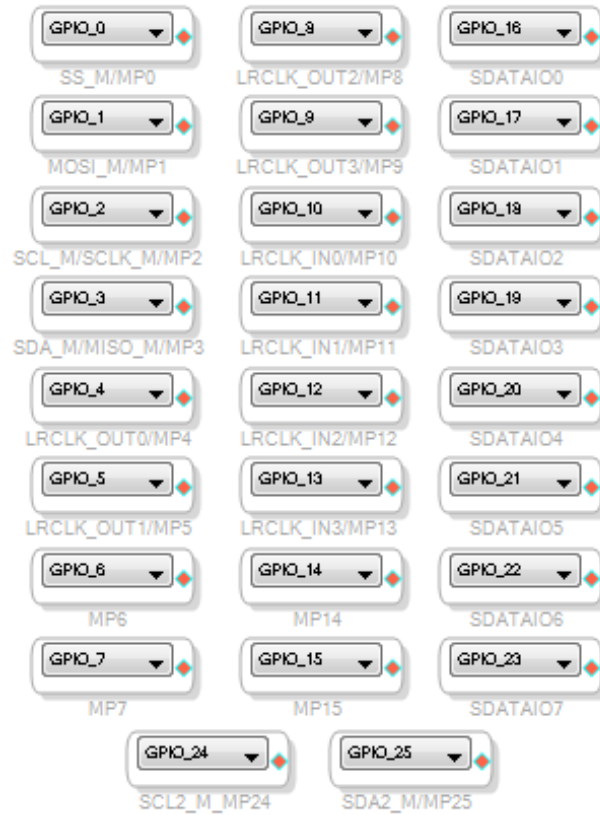 GPIO_0 GPIO_8 GPIO_16
SS_M/MP0 LRCLK_OUT2/MP8 SDATAIO0
GPIO_1 GPIO_9 GPIO_17
MOSI_M/MP1 LRCLK_OUT3/MP9 SDATAIO1
GPIO_2 GPIO_10 GPIO_18
SCL_M/SCLK_M/MP2 LRCLK_IN0/MP10 SDATAIO2
GPIO_3 GPIO_11 GPIO_19
SDA_M/MISO_M/MP3 LRCLK_IN1/MP11 SDATAIO3
GPIO_4 GPIO_12 GPIO_20
LRCLK_OUT0/MP4 LRCLK_IN2/MP12 SDATAIO4
GPIO_5 GPIO_13 GPIO_21
LRCLK_OUT1/MP5 LRCLK_IN3/MP13 SDATAIO5
GPIO_6 GPIO_14 GPIO_22
MP6 MP14 SDATAIO6
GPIO_7 GPIO_15 GPIO_23
MP7 MP15 SDATAIO7
GPIO_24 GPIO_25
SCL2_M_MP24 SDA2_M/MP25